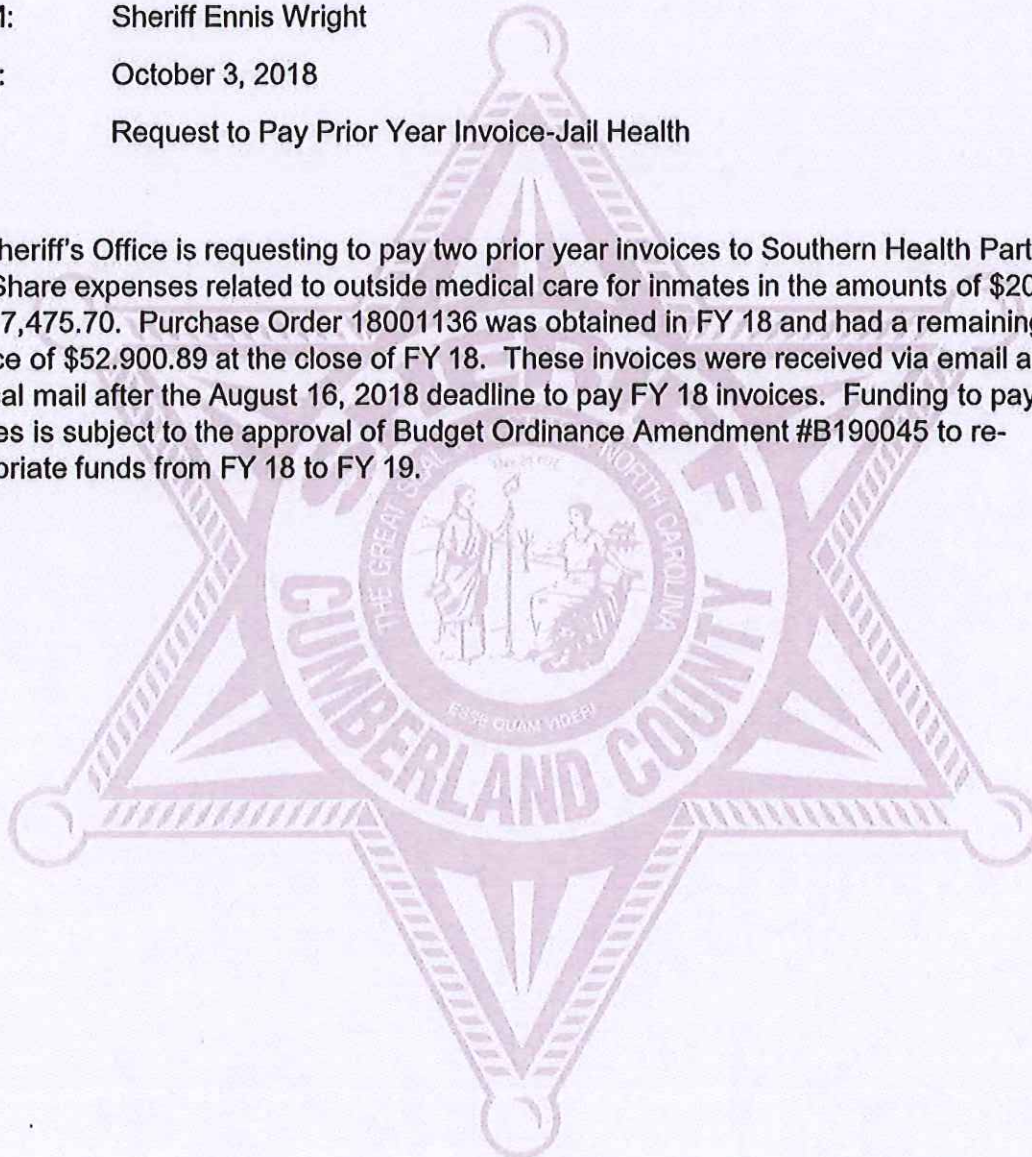 M: Sheriff Ennis Wright
: October 3, 2018
Request to Pay Prior Year Invoice-Jail Health
heriff's Office is requesting to pay two prior year invoices to Southern Health Part
Share expenses related to outside medical care for inmates in the amounts of $20
7,475.70. Purchase Order 18001136 was obtained in FY 18 and had a remaining
ce of $52.900.89 at the close of FY 18. These invoices were received via email a
cal mail after the August 16, 2018 deadline to pay FY 18 invoices. Funding to pay
es is subject to the approval of Budget Ordinance Amendment #B190045 to re-
priate funds from FY 18 to FY 19.
SHERIFF
THE GREAT SEAL NORTH CAROLINA
ESSE QUAM VIDERI
CUMBERLAND COUNTY